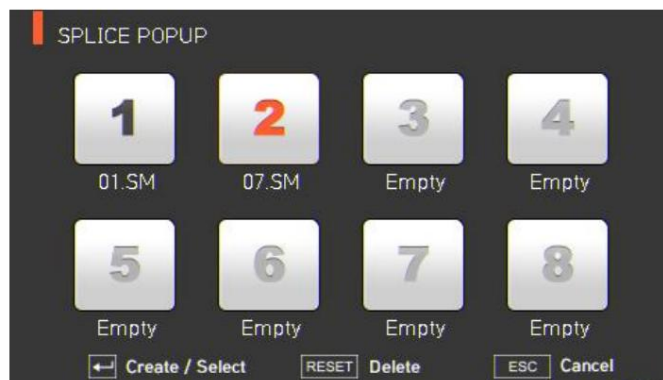 SPLICE POPUP
1 2 3 4
01.SM 07.SM Empty Empty
5 6 7 8
Empty Empty Empty Empty
Create / Select RESET Delete ESC Cancel